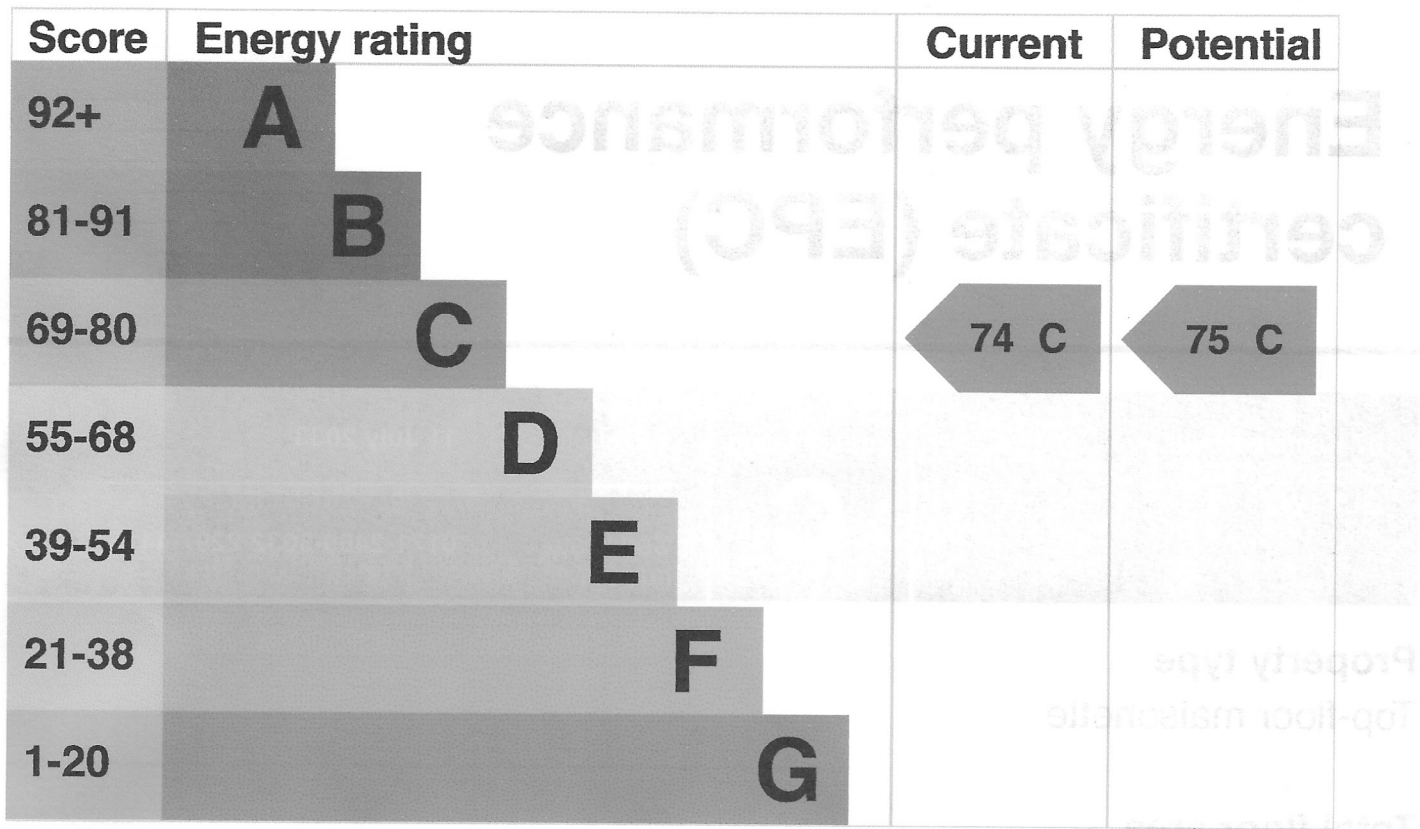 Score Energy rating Current Potential
92+ A
81-91 B
69-80 C 74 C 75 C
55-68 D
39-54 E
21-38 F
1-20 G
Energy performance
certificate (EPC)
Property type
Top-floor maisonette